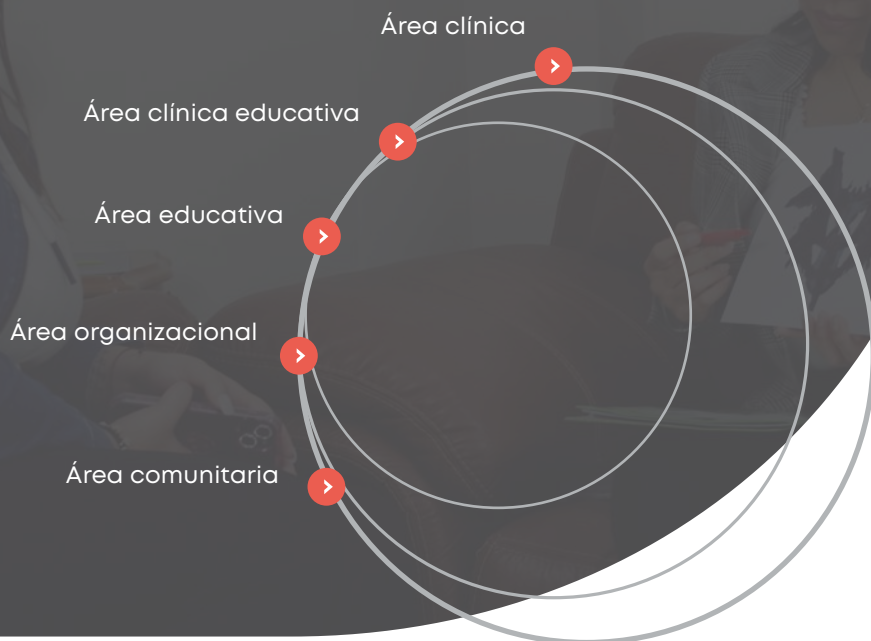 Área clínica
Área clínica educativa
Área educativa
Área organizacional
Área comunitaria